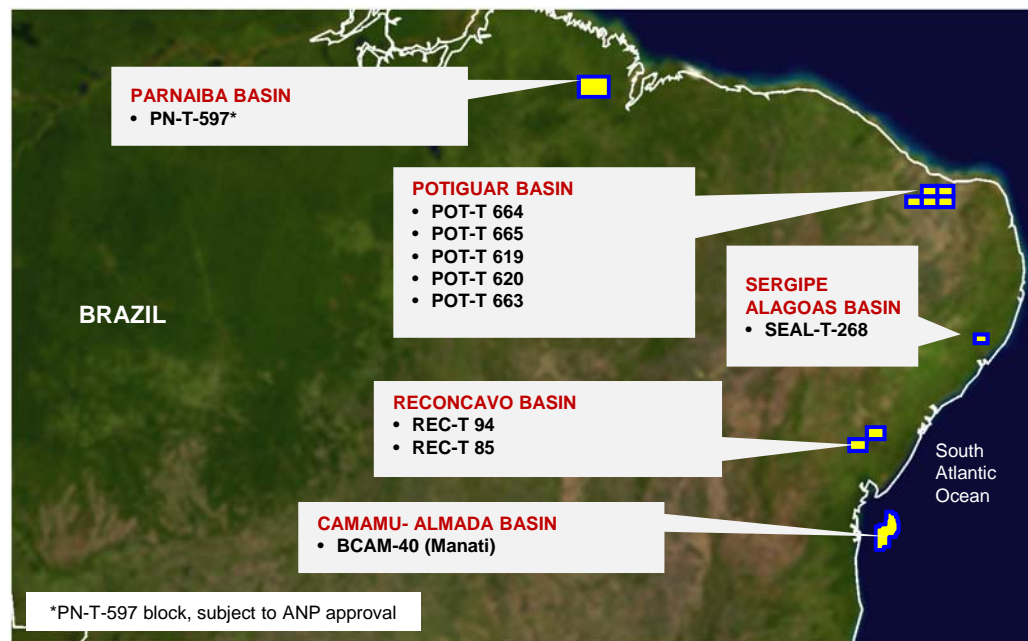 PARNAIBA BASIN
• PN-T-597*
POTIGUAR BASIN
• POT-T 664
• POT-T 665
• POT-T 619
• POT-T 620
• POT-T 663
SERGIPE
ALAGOAS BASIN
• SEAL-T-268
BRAZIL
RECONCAVO BASIN
• REC-T 94
• REC-T 85
South
Atlantic
Ocean
CAMAMU- ALMADA BASIN
• BCAM-40 (Manati)
*PN-T-597 block, subject to ANP approval